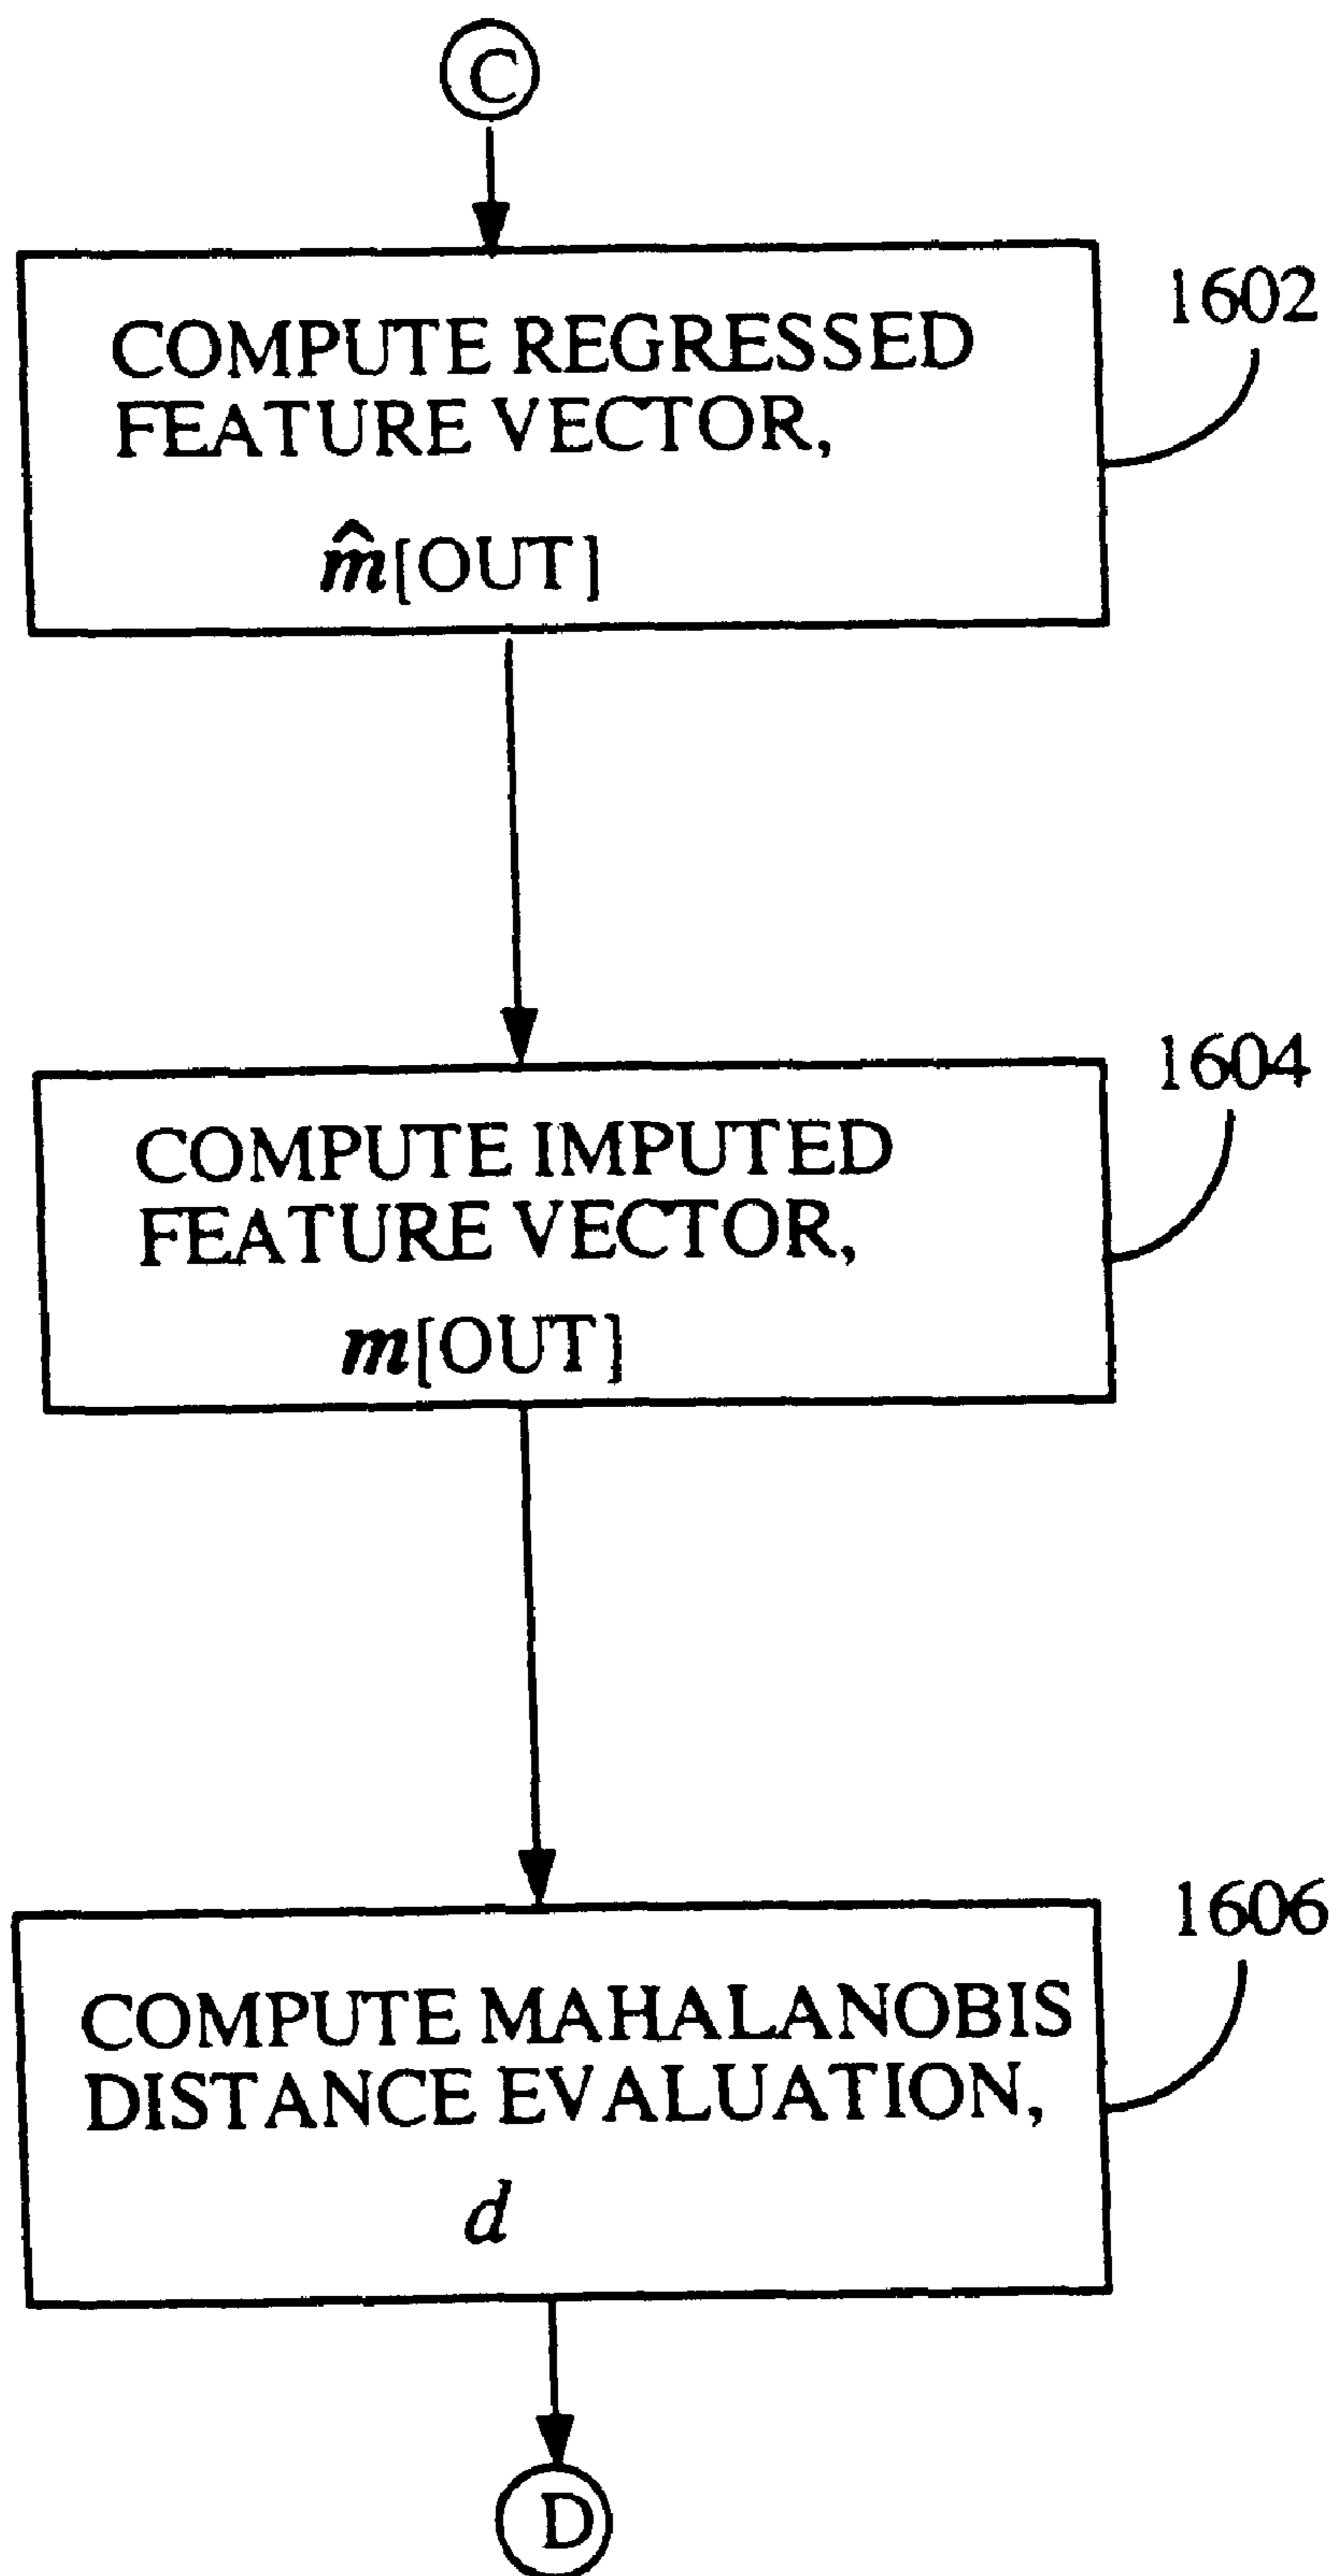 C
1602
COMPUTE REGRESSED
FEATURE VECTOR,
m̂[OUT]
1604
COMPUTE IMPUTED
FEATURE VECTOR,
m[OUT]
1606
COMPUTE MAHALANOBIS
DISTANCE EVALUATION,
d
D